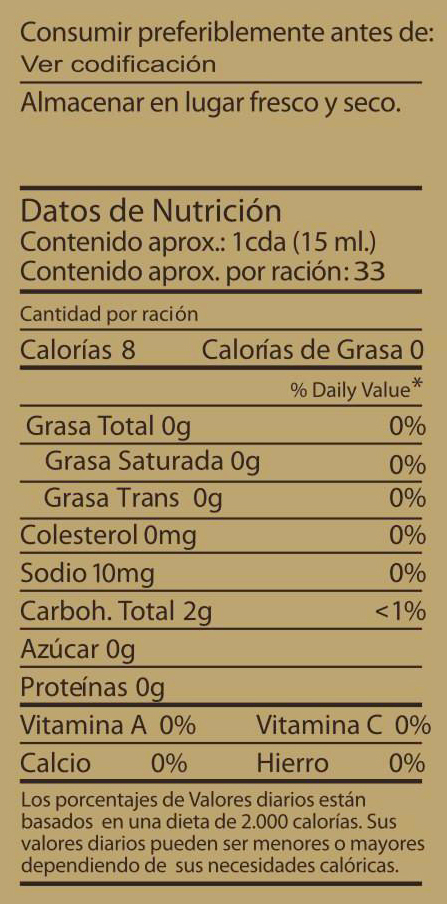 Consumir preferiblemente antes de:
Ver codificación
Almacenar en lugar fresco y seco.
Datos de Nutrición
Contenido aprox.: 1cda (15 ml.)
Contenido aprox. por ración: 33
Cantidad por ración
Calorías 8 Calorías de Grasa 0
% Daily Value*
Grasa Total 0g 0%
Grasa Saturada 0g 0%
Grasa Trans 0g 0%
Colesterol 0mg 0%
Sodio 10mg 0%
Carboh. Total 2g <1%
Azúcar 0g
Proteínas 0g
Vitamina A 0% Vitamina C 0%
Calcio 0% Hierro 0%
Los porcentajes de Valores diarios están
basados en una dieta de 2.000 calorías. Sus
valores diarios pueden ser menores o mayores
dependiendo de sus necesidades calóricas.